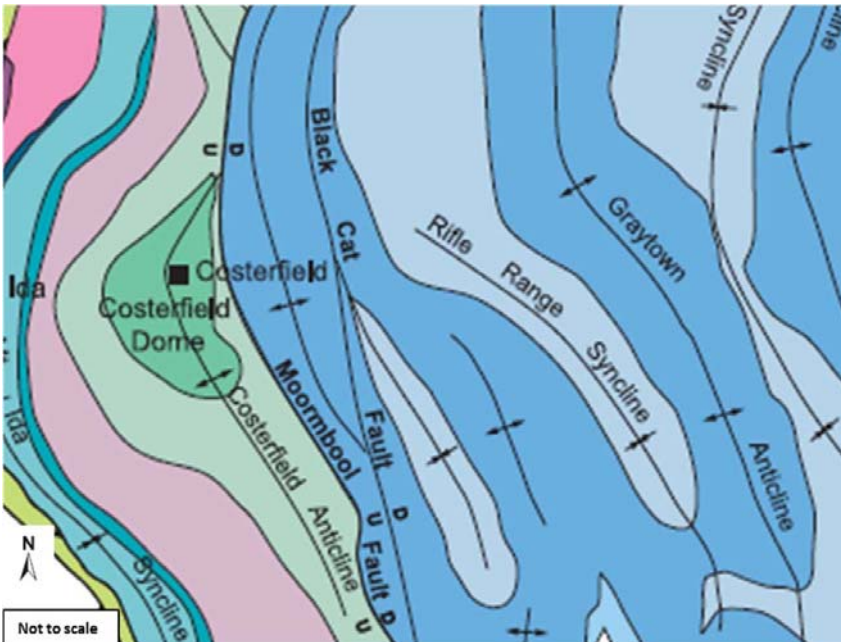 Syncline
cline
U D
Black
Cat
Fault
Rifle
Range
Syncline
Graytown
Anticline
Ida
Costerfield
Costerfield
Dome
Costerfield
Anticline
Moormbool
Fault
D
U
D
U
Ida
Syncline
N
Not to scale